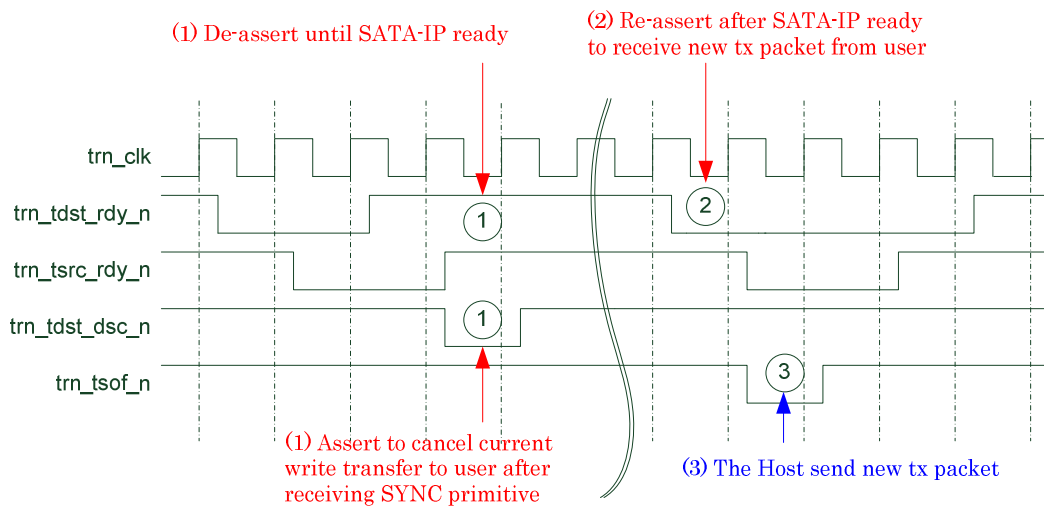 (1) De-assert until SATA-IP ready
(2) Re-assert after SATA-IP ready
to receive new tx packet from user
trn_clk
trn_tdst_rdy_n
1
2
trn_tsrc_rdy_n
trn_tdst_dsc_n
1
trn_tsof_n
3
(1) Assert to cancel current
write transfer to user after
receiving SYNC primitive
(3) The Host send new tx packet